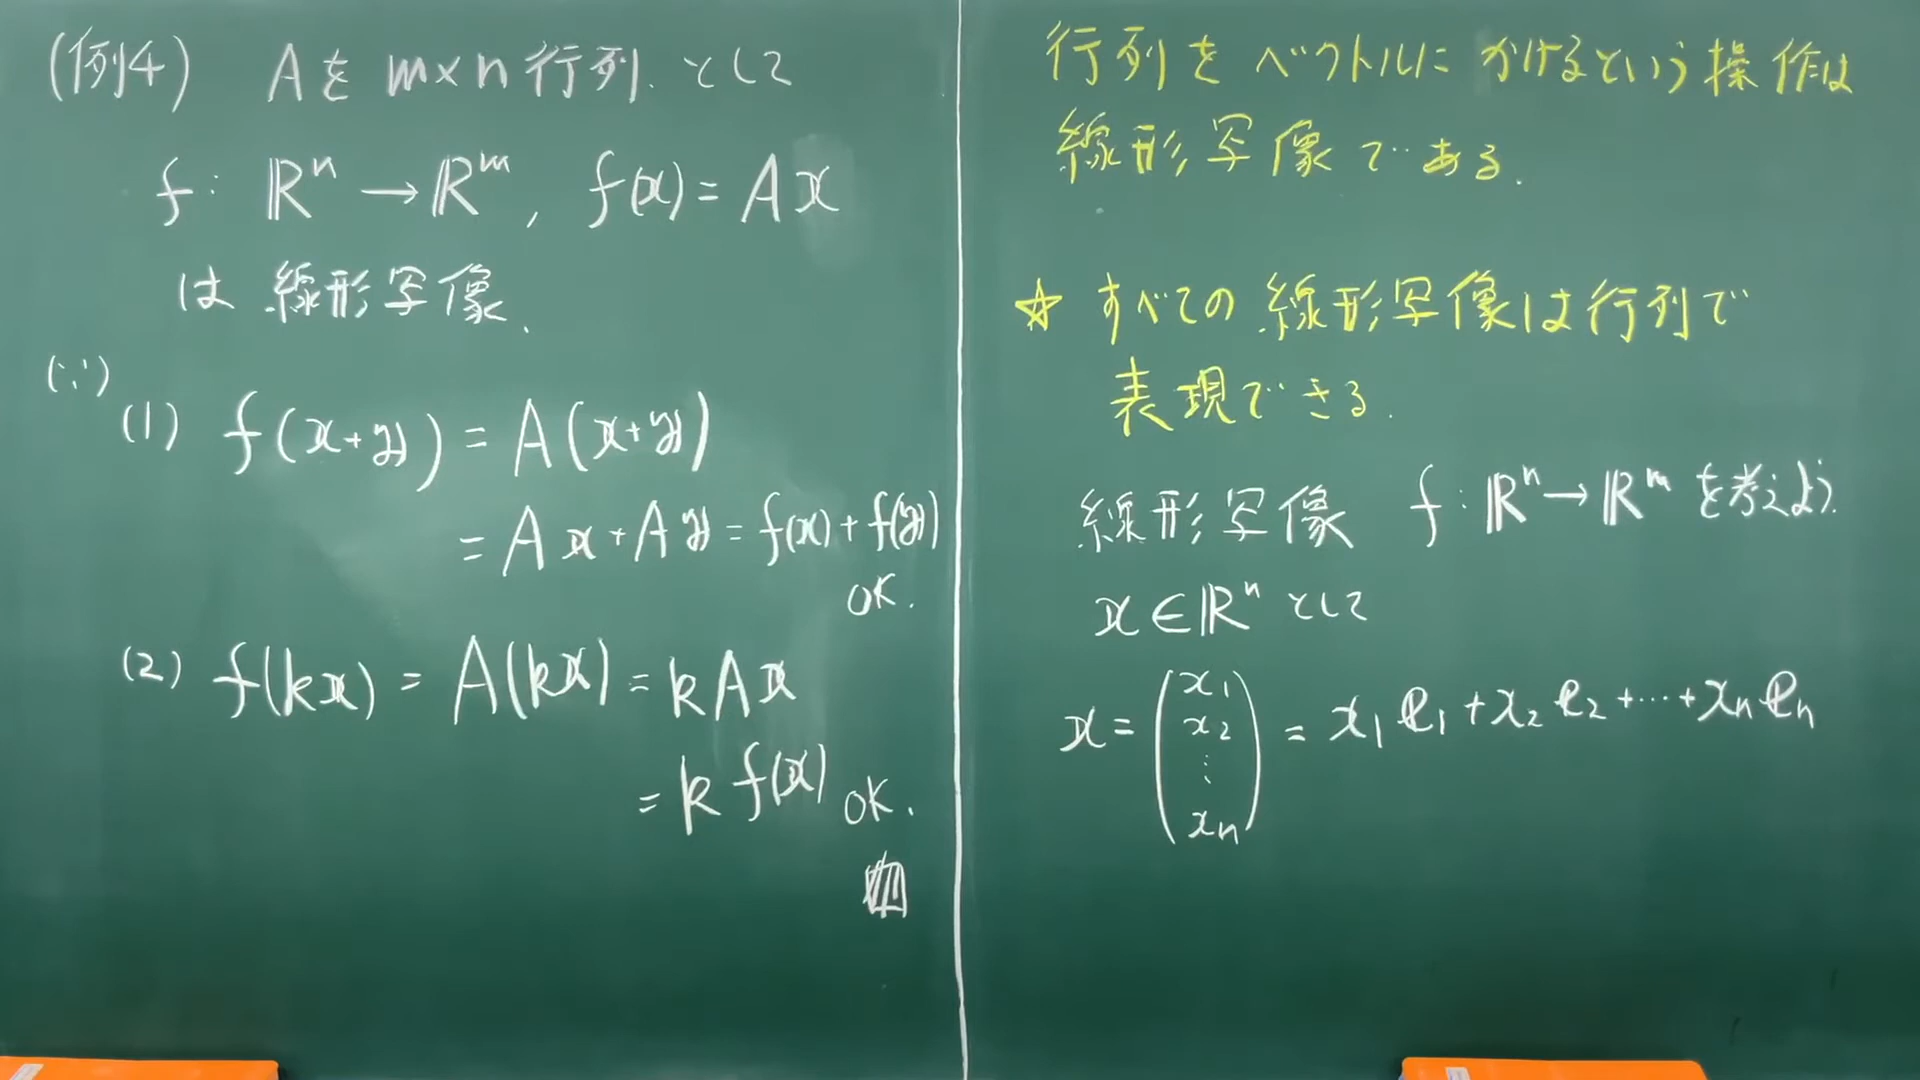 (例4) Aをm×n行列として
f: ℝⁿ → ℝᵐ, f(x) = Ax
は 線形写像.
(∵)
(1) f(x+y) = A(x+y)
= Ax + Ay = f(x) + f(y)
OK.
(2) f(kx) = A(kx) = kAx
= k f(x) OK.
行列をベクトルにかけるという操作は
線形写像である.
☆ すべての線形写像は行列で
表現できる.
線形写像 f: ℝⁿ → ℝᵐ を考えよう.
x ∈ ℝⁿ として
x = (x₁ x₂ ⋮ xₙ) = x₁e₁ + x₂e₂ + ⋯ + xₙeₙ